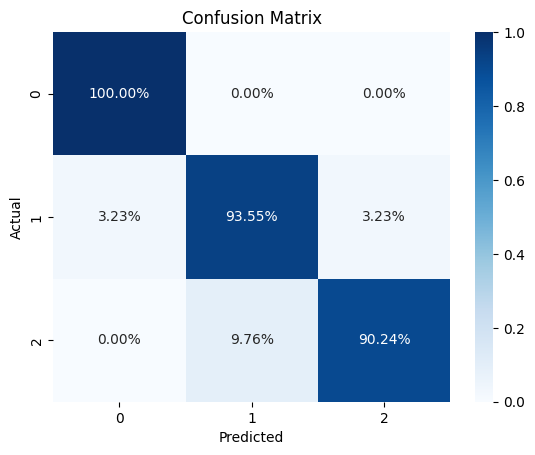 Confusion Matrix
1.0
0
100.00% 0.00% 0.00%
0.8
0.6
Actual
1
3.23% 93.55% 3.23%
0.4
2
0.00% 9.76% 90.24%
0.2
0.0
0 1 2
Predicted